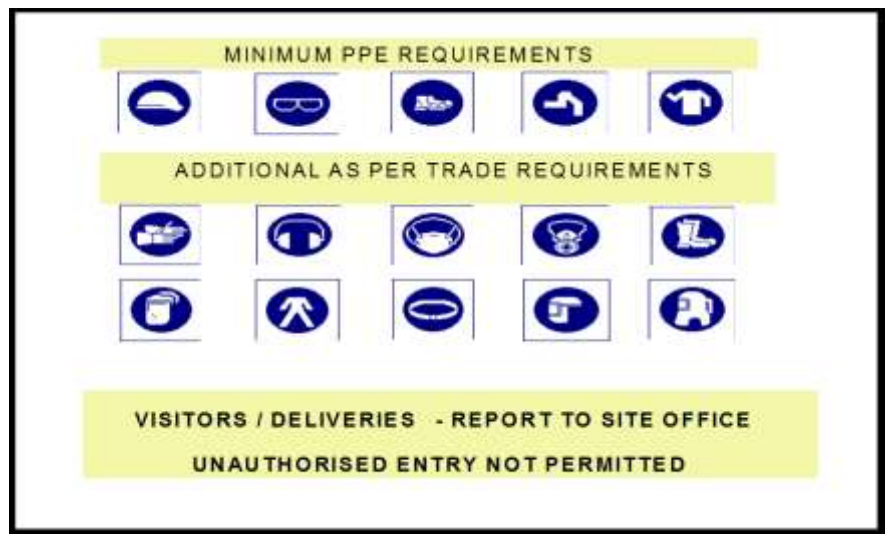 MINIMUM PPE REQUIREMENTS
ADDITIONAL AS PER TRADE REQUIREMENTS
VISITORS / DELIVERIES - REPORT TO SITE OFFICE
UNAUTHORISED ENTRY NOT PERMITTED